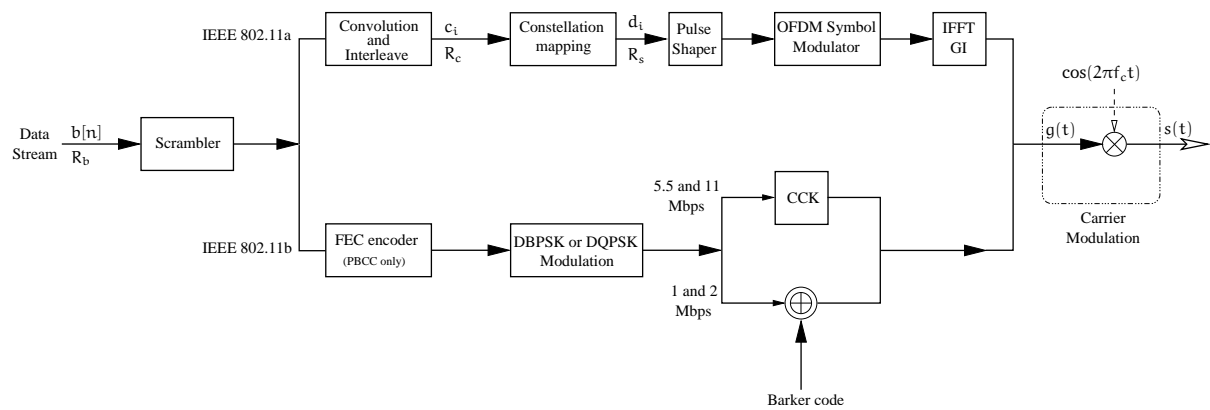 IEEE 802.11a
Convolution
and
Interleave
c_i
R_c
Constellation
mapping
d_i
R_s
Pulse
Shaper
OFDM Symbol
Modulator
IFFT
GI
cos(2πf_ct)
Data
Stream
b[n]
R_b
Scrambler
g(t)
s(t)
Carrier
Modulation
5.5 and 11
Mbps
CCK
IEEE 802.11b
FEC encoder
(PBCC only)
DBPSK or DQPSK
Modulation
1 and 2
Mbps
Barker code